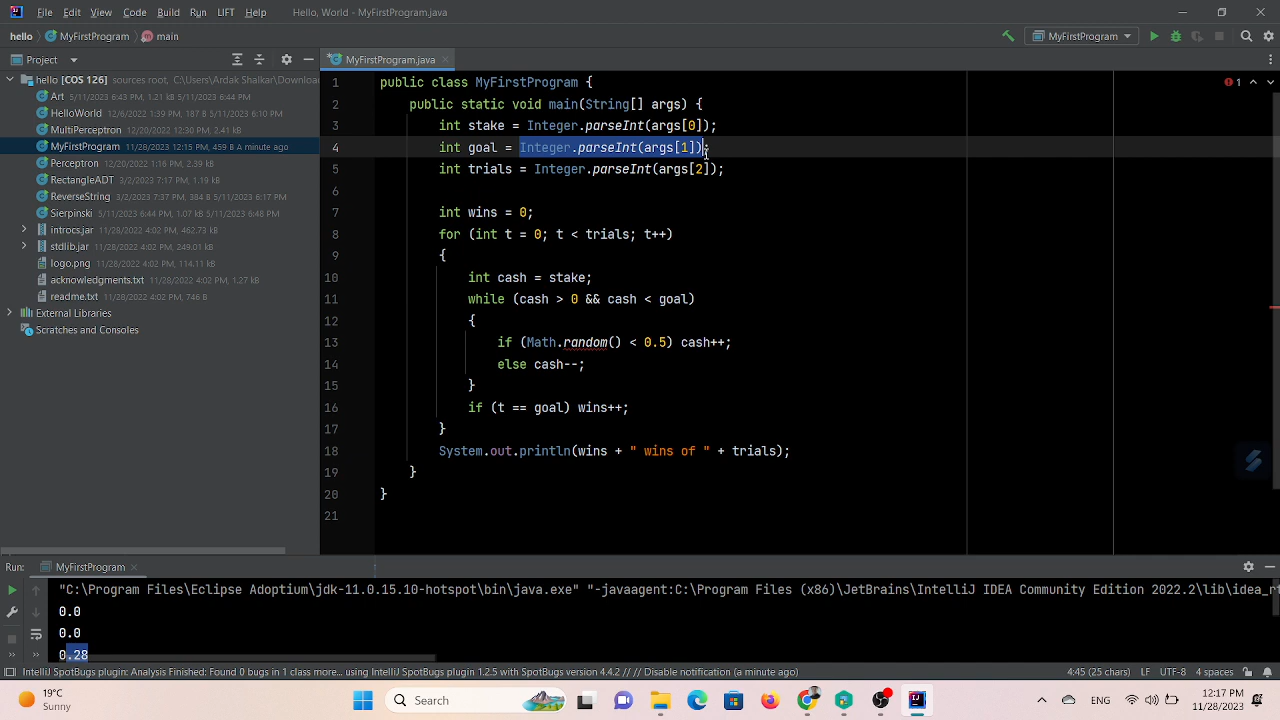 File Edit View Code Build Run LIFT Help Hello, World - MyFirstProgram.java
hello MyFirstProgram main MyFirstProgram
Project MyFirstProgram.java
hello [COS 126] sources root, C:\Users\Ardak Shalkar\Downloa
Art 5/11/2023 6:43 PM, 1.21 kB 5/11/2023 6:44 PM
HelloWorld 12/6/2022 1:39 PM, 187 B 5/11/2023 6:10 PM
MultiPerceptron 12/20/2022 12:30 PM, 2.41 kB
MyFirstProgram 11/28/2023 12:15 PM, 459 B A minute ago
Perceptron 12/20/2022 1:16 PM, 2.39 kB
RectangleADT 3/2/2023 7:17 PM, 1.19 kB
ReverseString 3/2/2023 7:37 PM, 384 B 5/11/2023 6:17 PM
Sierpinski 5/11/2023 6:44 PM, 1.07 kB 5/11/2023 6:48 PM
introcs.jar 11/28/2022 4:02 PM, 462.73 kB
stdlib.jar 11/28/2022 4:02 PM, 249.01 kB
logo.png 11/28/2022 4:02 PM, 114.11 kB
acknowledgments.txt 11/28/2022 4:02 PM, 1.27 kB
readme.txt 11/28/2022 4:02 PM, 746 B
External Libraries
Scratches and Consoles
1 public class MyFirstProgram {
2 public static void main(String[] args) {
3 int stake = Integer.parseInt(args[0]);
4 int goal = Integer.parseInt(args[1]);
5 int trials = Integer.parseInt(args[2]);
6
7 int wins = 0;
8 for (int t = 0; t < trials; t++)
9 {
10 int cash = stake;
11 while (cash > 0 && cash < goal)
12 {
13 if (Math.random() < 0.5) cash++;
14 else cash--;
15 }
16 if (t == goal) wins++;
17 }
18 System.out.println(wins + " wins of " + trials);
19 }
20 }
21
1
Run: MyFirstProgram
"C:\Program Files\Eclipse Adoptium\jdk-11.0.15.10-hotspot\bin\java.exe" "-javaagent:C:\Program Files (x86)\JetBrains\IntelliJ IDEA Community Edition 2022.2\lib\idea_rt
0.0
0.0
0.28
IntelliJ SpotBugs plugin: Analysis Finished: Found 0 bugs in 1 class more... using IntelliJ SpotBugs plugin 1.2.5 with SpotBugs version 4.4.2 // // Disable notification (a minute ago) 4:45 (25 chars) LF UTF-8 4 spaces
19°C
Sunny
Search
ENG
12:17 PM
11/28/2023